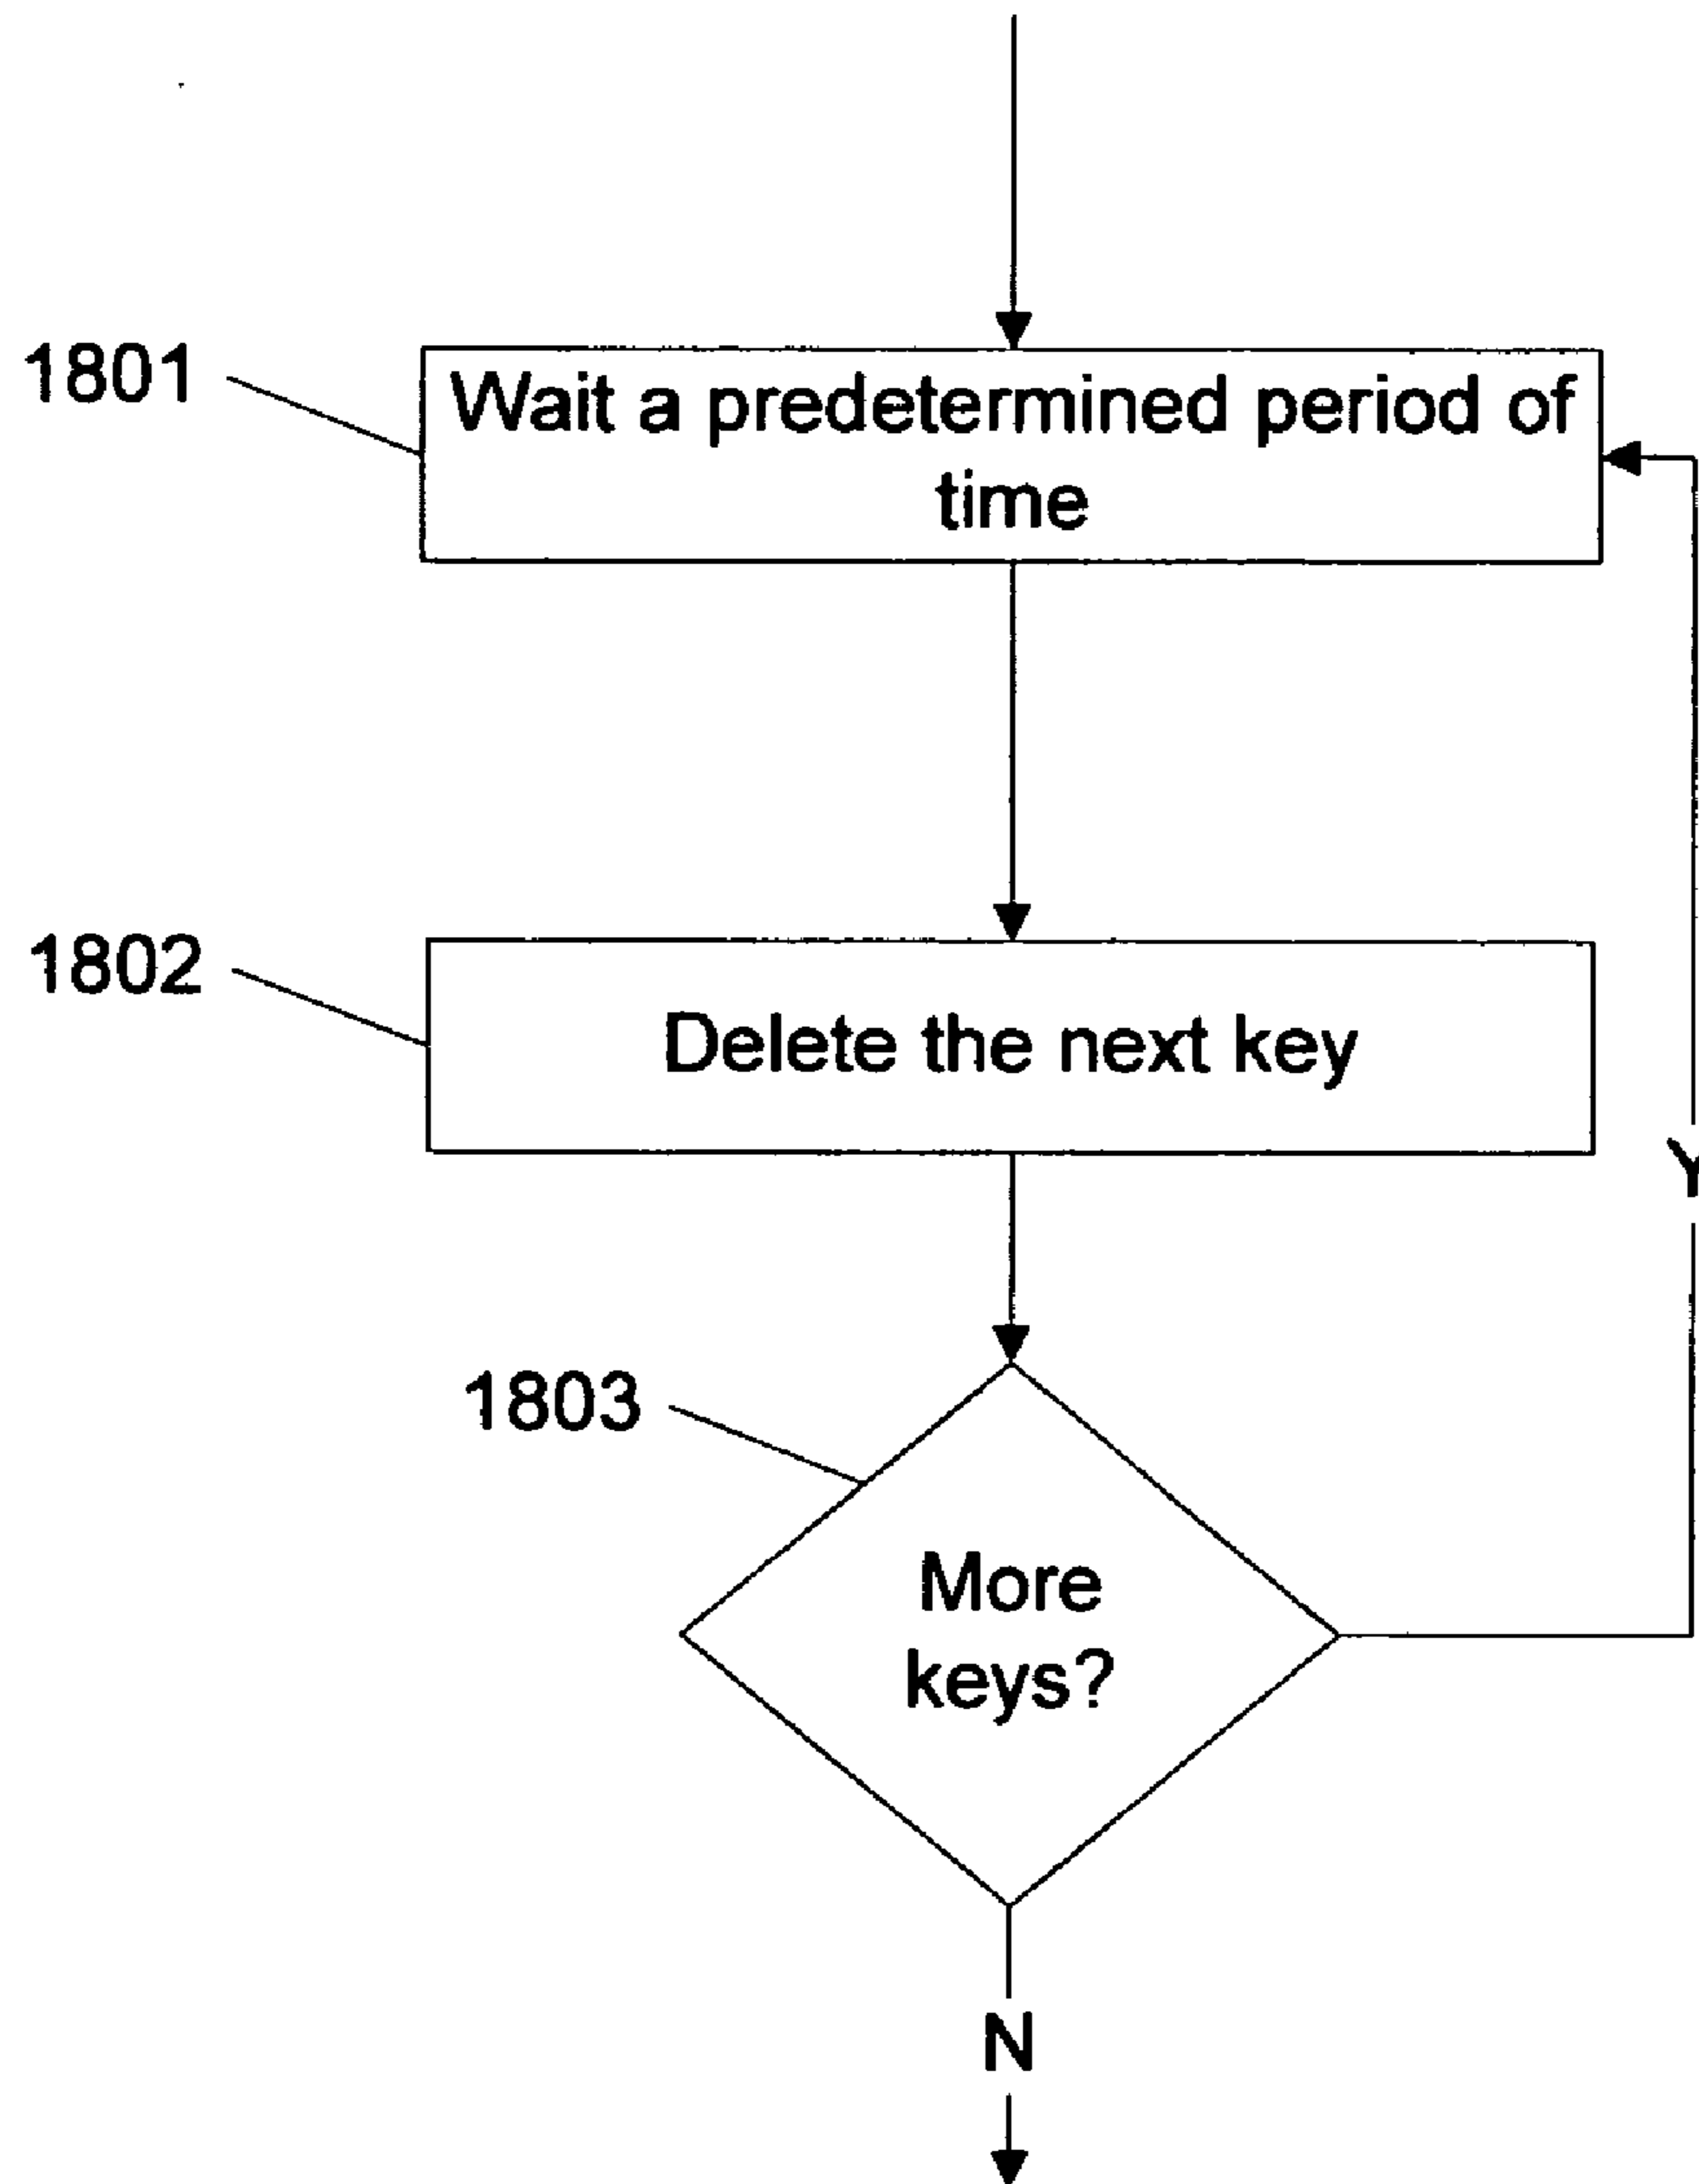 1801
Wait a predetermined period of
time
1802
Delete the next key
Y
1803
More
keys?
N